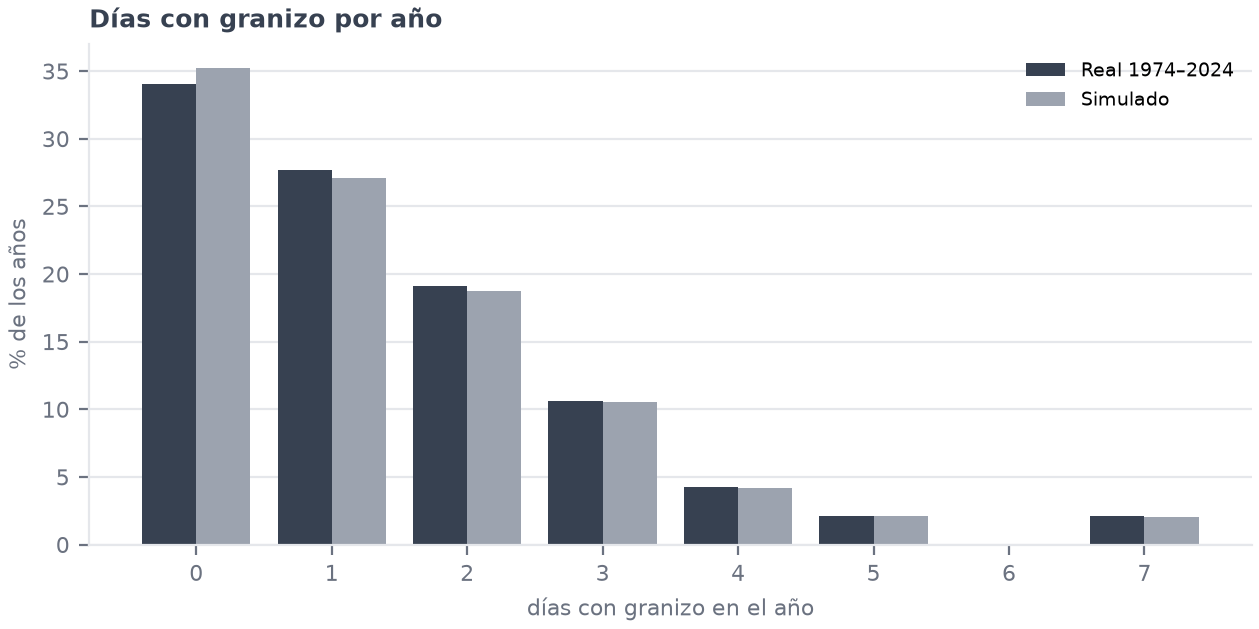 Días con granizo por año
Real 1974–2024
Simulado
% de los años
35
30
25
20
15
10
5
0
0 1 2 3 4 5 6 7
días con granizo en el año